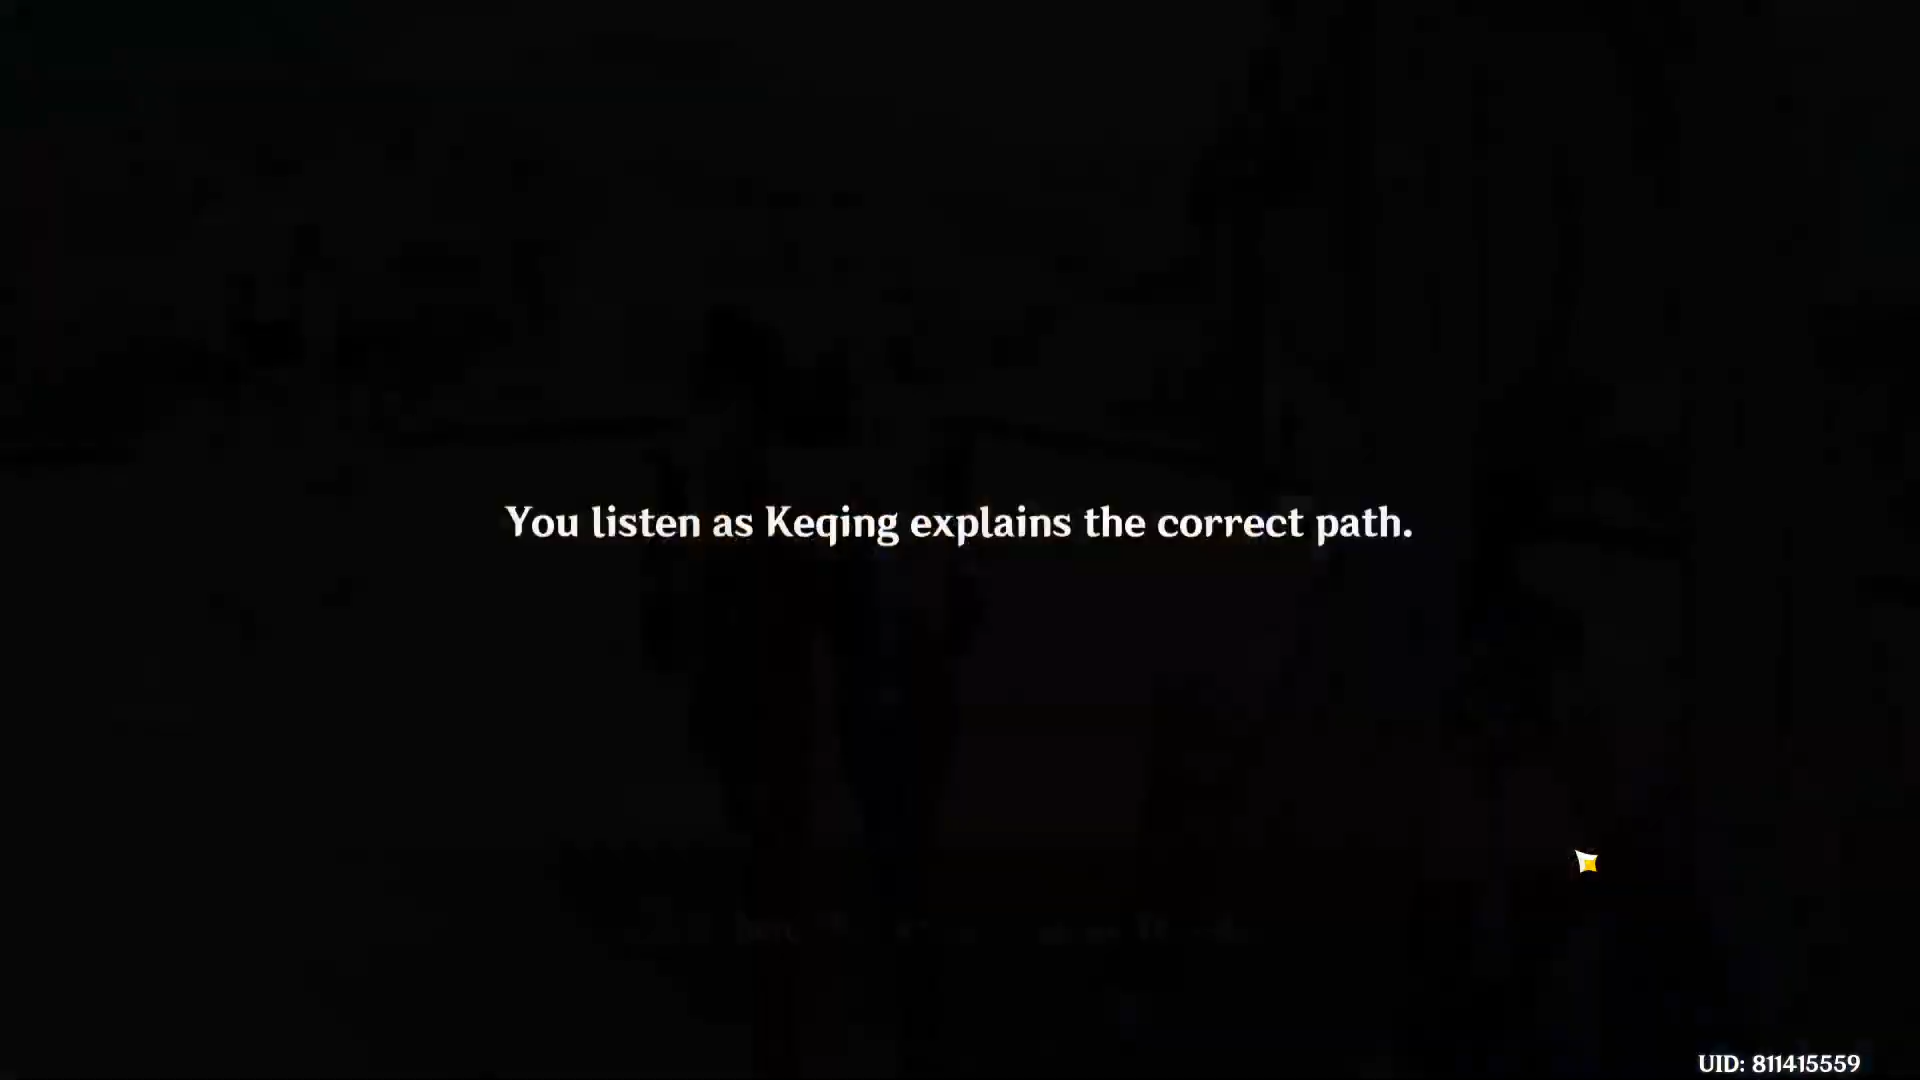 You listen as Keqing explains the correct path.
UID: 811415559